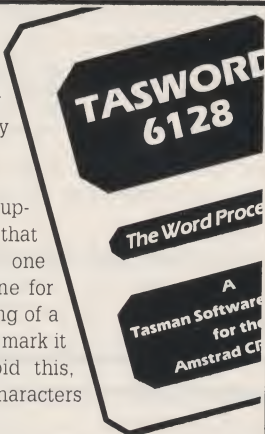 TASWORD
6128
The Word Proce
A
Tasman Software
for the
Amstrad CP
y
up-
that
one
ne for
ng of a
mark it
oid this,
haracters